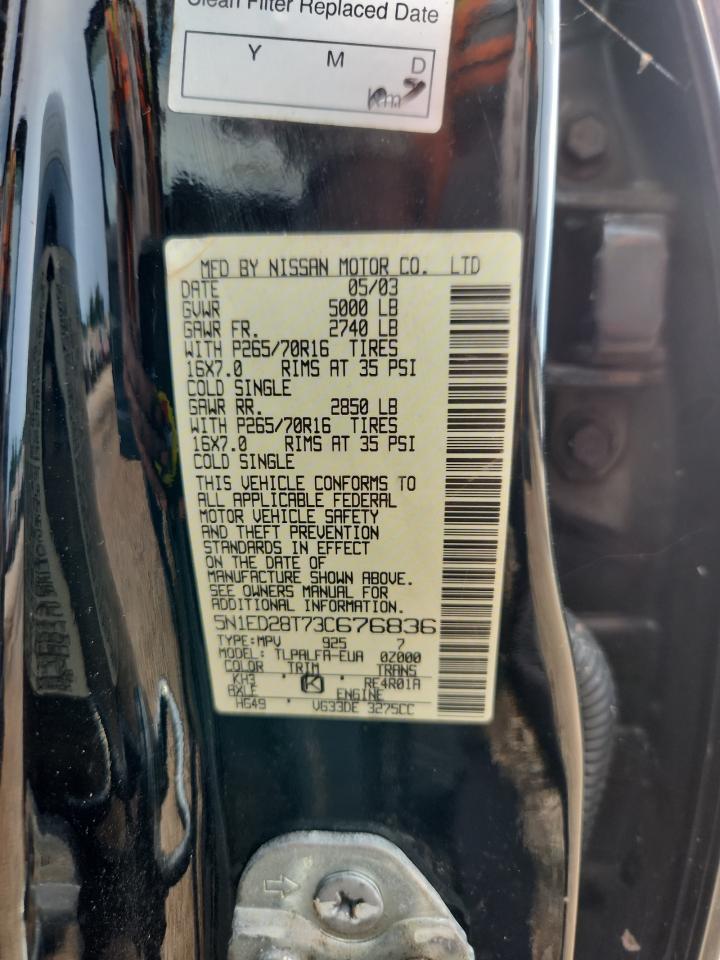 Clean Filter Replaced Date
Y M D
Km
MFD BY NISSAN MOTOR CO. LTD
DATE 05/03
GVWR 5000 LB
GAWR FR. 2740 LB
WITH P265/70R16 TIRES
16X7.0 RIMS AT 35 PSI
COLD SINGLE
GAWR RR. 2850 LB
WITH P265/70R16 TIRES
16X7.0 RIMS AT 35 PSI
COLD SINGLE
THIS VEHICLE CONFORMS TO
ALL APPLICABLE FEDERAL
MOTOR VEHICLE SAFETY
AND THEFT PREVENTION
STANDARDS IN EFFECT
ON THE DATE OF
MANUFACTURE SHOWN ABOVE.
SEE OWNERS MANUAL FOR
ADDITIONAL INFORMATION.
5N1ED28T73C676836
TYPE:MPV 925 7
MODEL: TLPALFA-EUA 0Z000
COLOR TRIM TRANS
KH3 K RE4R01A
AXLE ENGINE
HG49 VG33DE 3275CC